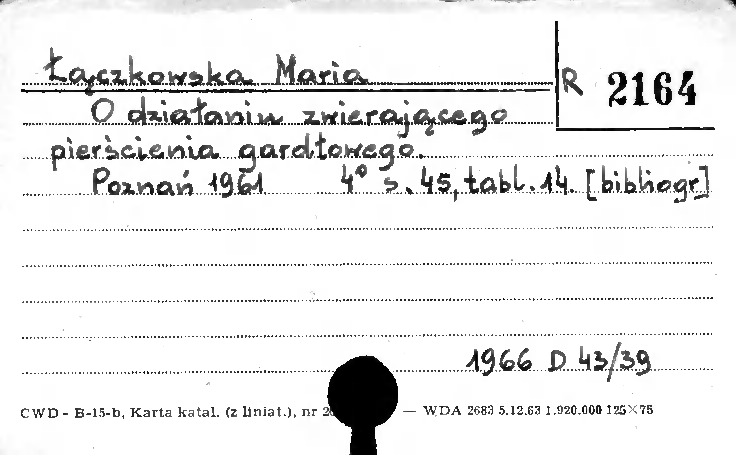 Łączkowska Maria
R 2164
O działaniu zwierającego
pierścienia gardłowego.
Poznań 1961 4° s. 45, tabl. 14. [bibliogr]
1966 D 43/39
CWD - B-15-b, Karta katal. (z liniat.), nr — WDA 2683 5.12.63 1.920.000 125×75